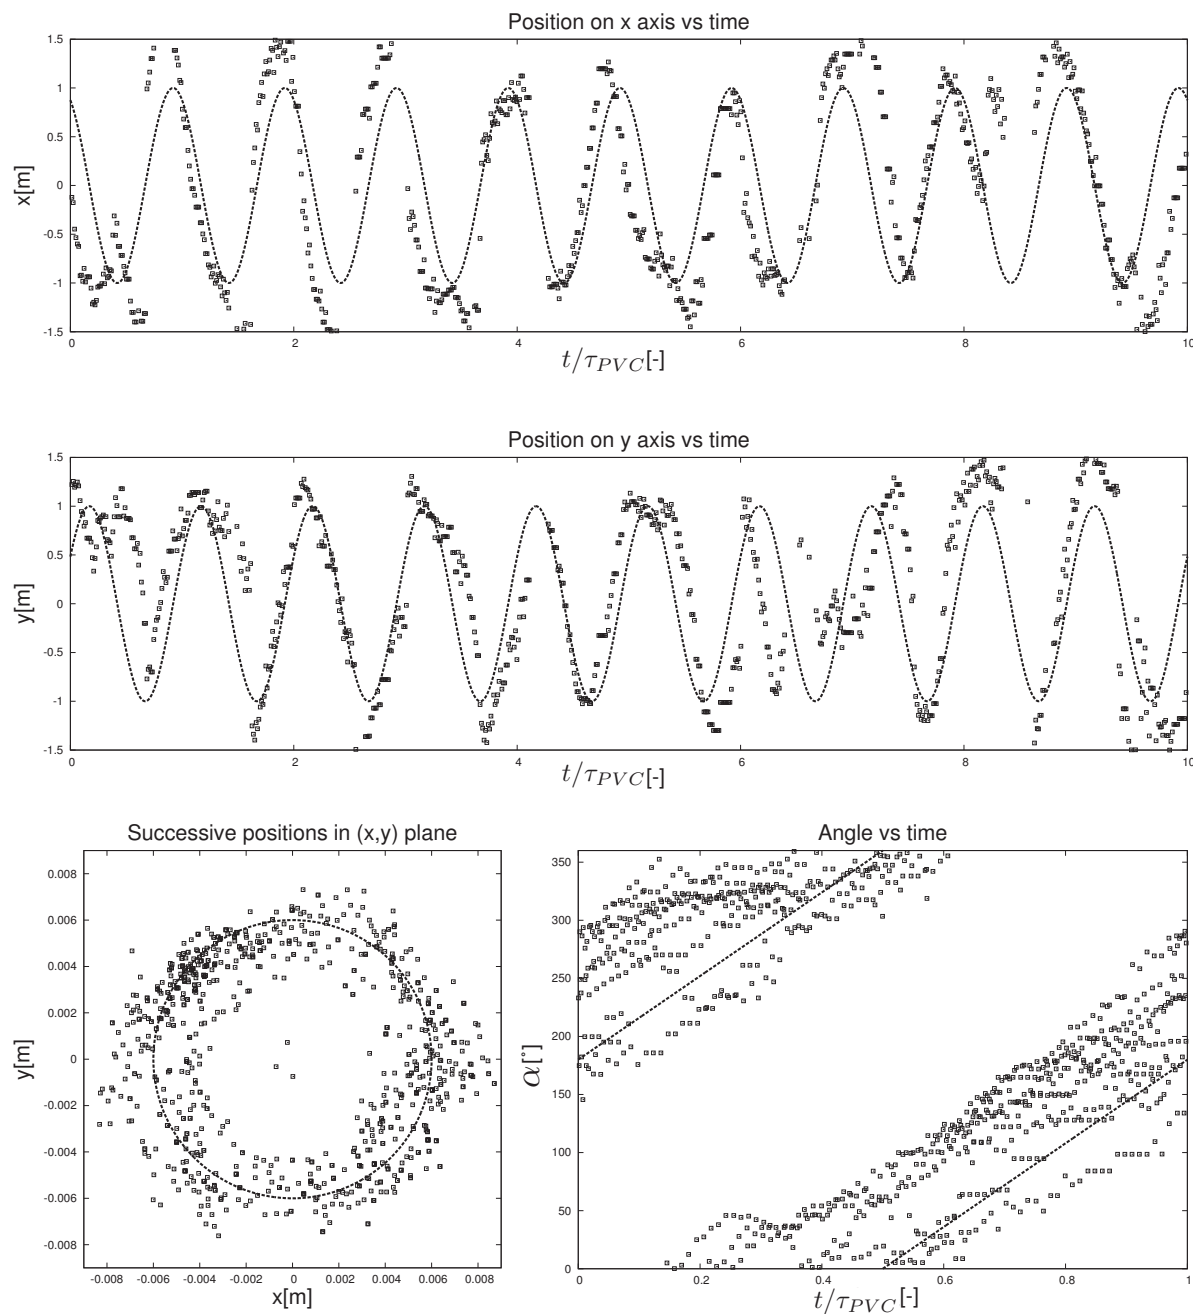 Position on x axis vs time
1.5
1
0.5
0
-0.5
-1
-1.5
x[m]
0 2 4 6 8 10
t/τPVC[-]
Position on y axis vs time
1.5
1
0.5
0
-0.5
-1
-1.5
y[m]
0 2 4 6 8 10
t/τPVC[-]
Successive positions in (x,y) plane
0.008
0.006
0.004
0.002
0
-0.002
-0.004
-0.006
-0.008
y[m]
-0.008 -0.006 -0.004 -0.002 0 0.002 0.004 0.006 0.008
x[m]
Angle vs time
350
300
250
200
150
100
50
0
α[°]
0 0.2 0.4 0.6 0.8 1
t/τPVC[-]